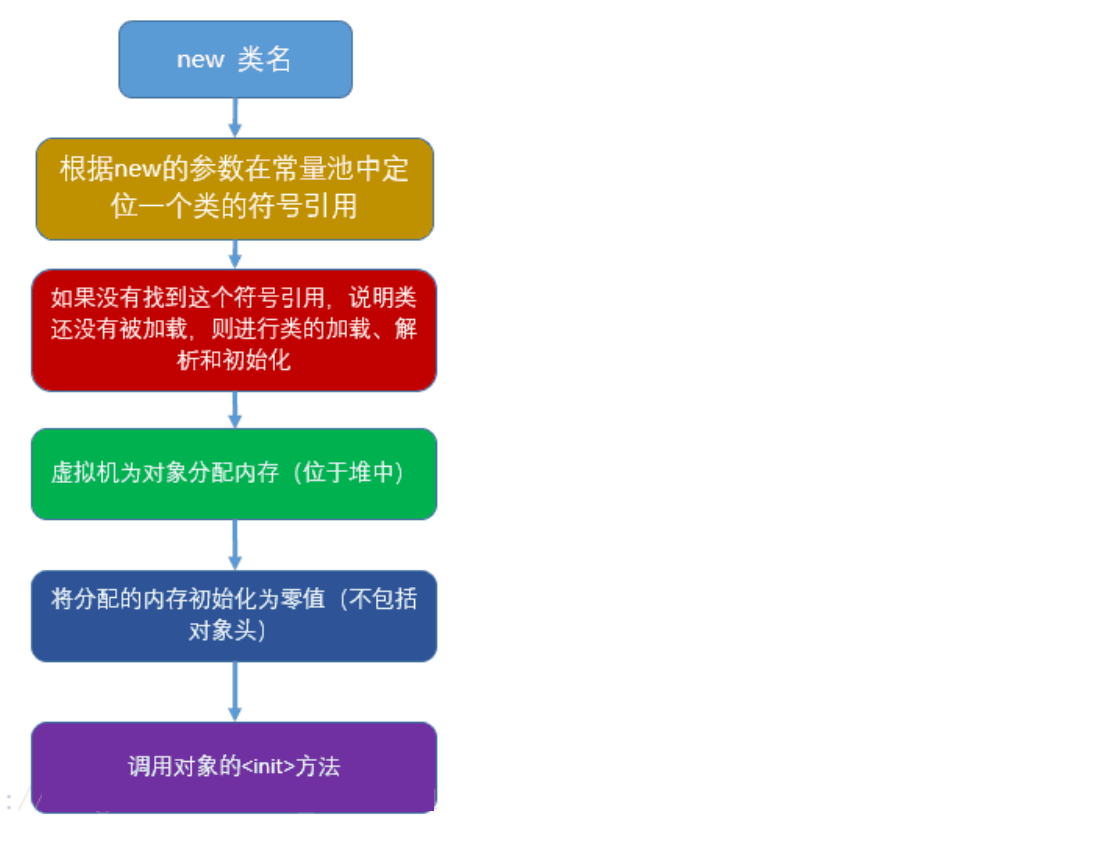 new 类名
根据new的参数在常量池中定
位一个类的符号引用
如果没有找到这个符号引用，说明类
还没有被加载，则进行类的加载、解
析和初始化
虚拟机为对象分配内存（位于堆中）
将分配的内存初始化为零值（不包括
对象头）
调用对象的<init>方法
://